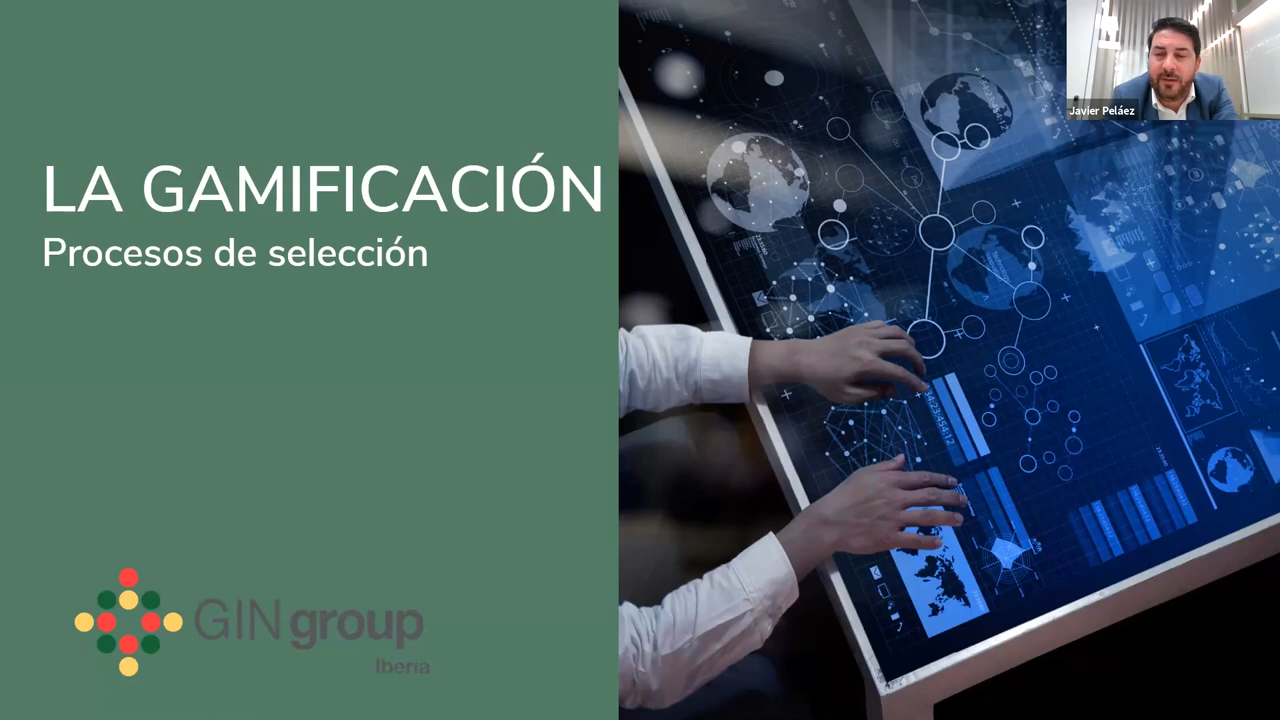 LA GAMIFICACIÓN
Procesos de selección
GINgroup
Iberia
Javier Peláez